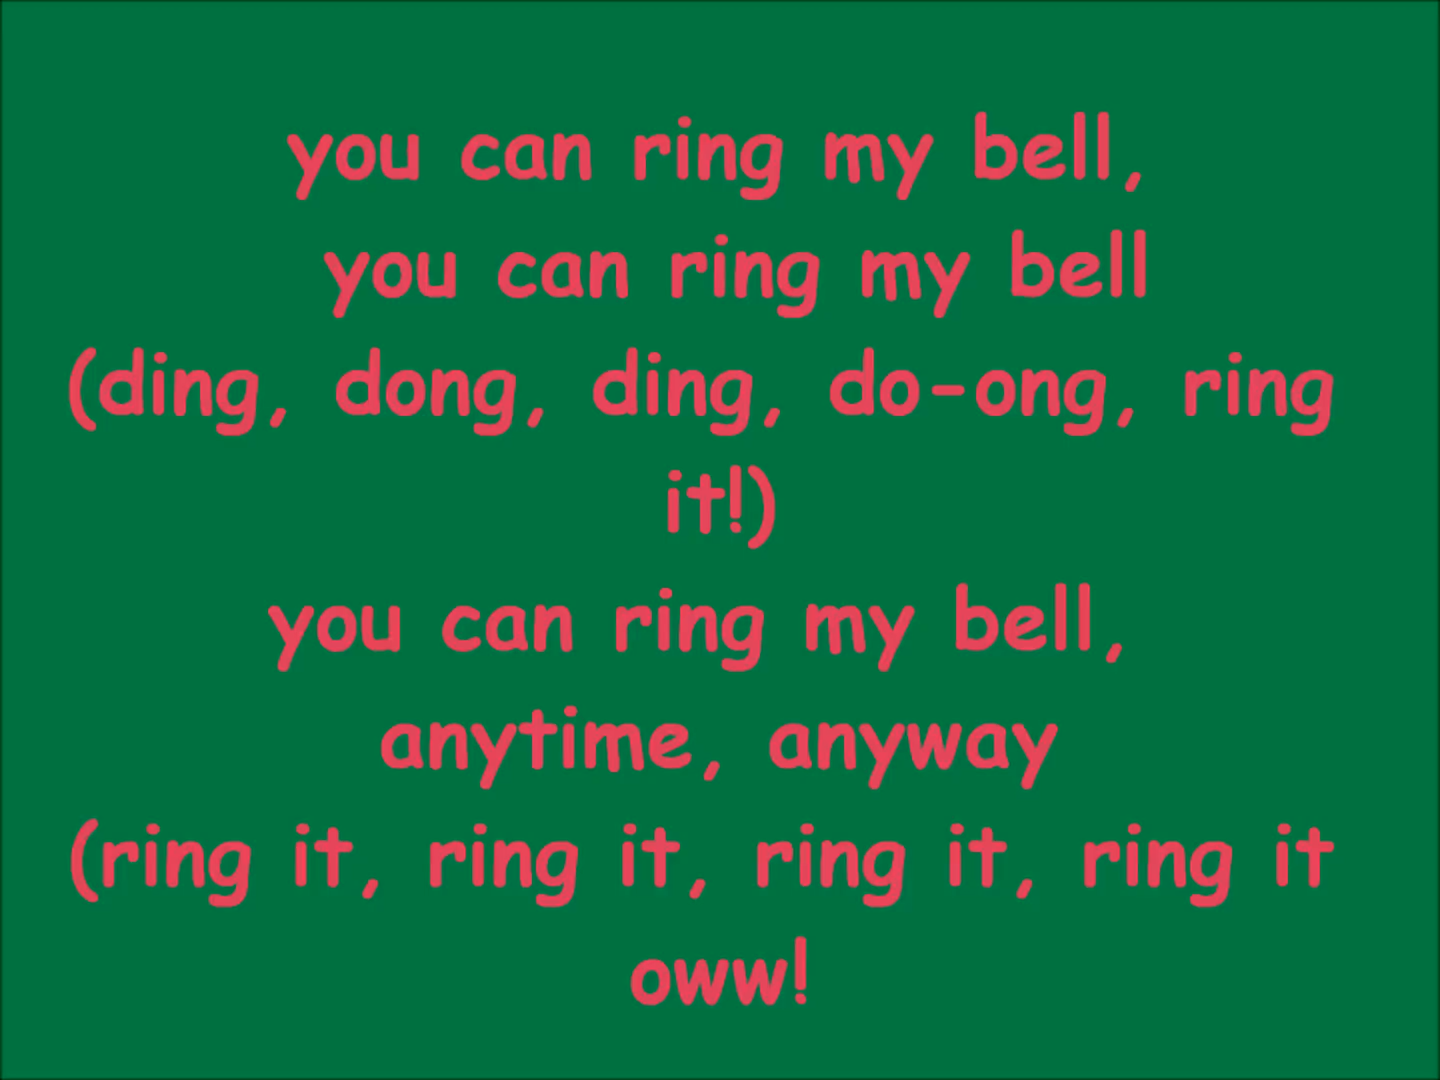 you can ring my bell,
you can ring my bell
(ding, dong, ding, do-ong, ring
it!)
you can ring my bell,
anytime, anyway
(ring it, ring it, ring it, ring it
oww!